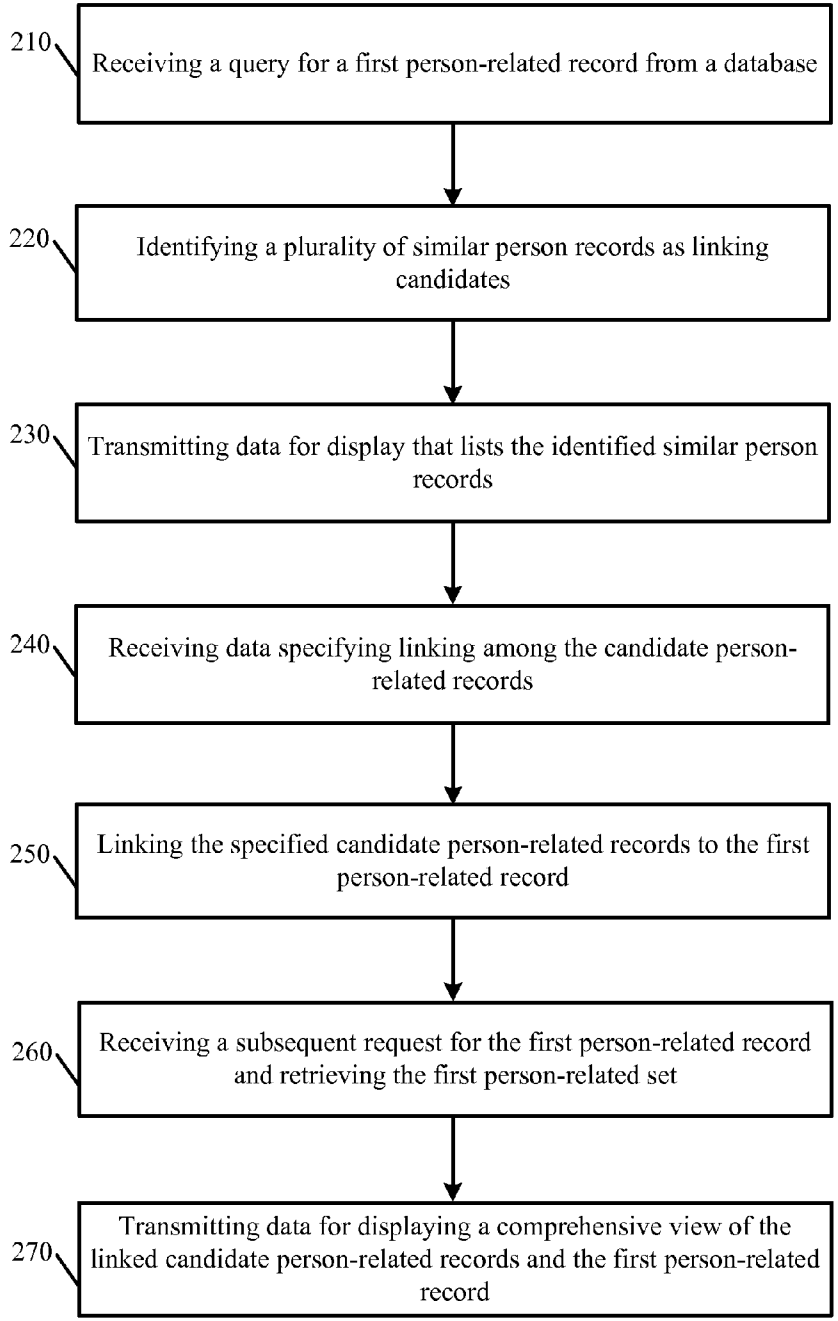 210
Receiving a query for a first person-related record from a database
220
Identifying a plurality of similar person records as linking
candidates
230
Transmitting data for display that lists the identified similar person
records
240
Receiving data specifying linking among the candidate person-
related records
250
Linking the specified candidate person-related records to the first
person-related record
260
Receiving a subsequent request for the first person-related record
and retrieving the first person-related set
270
Transmitting data for displaying a comprehensive view of the
linked candidate person-related records and the first person-related
record